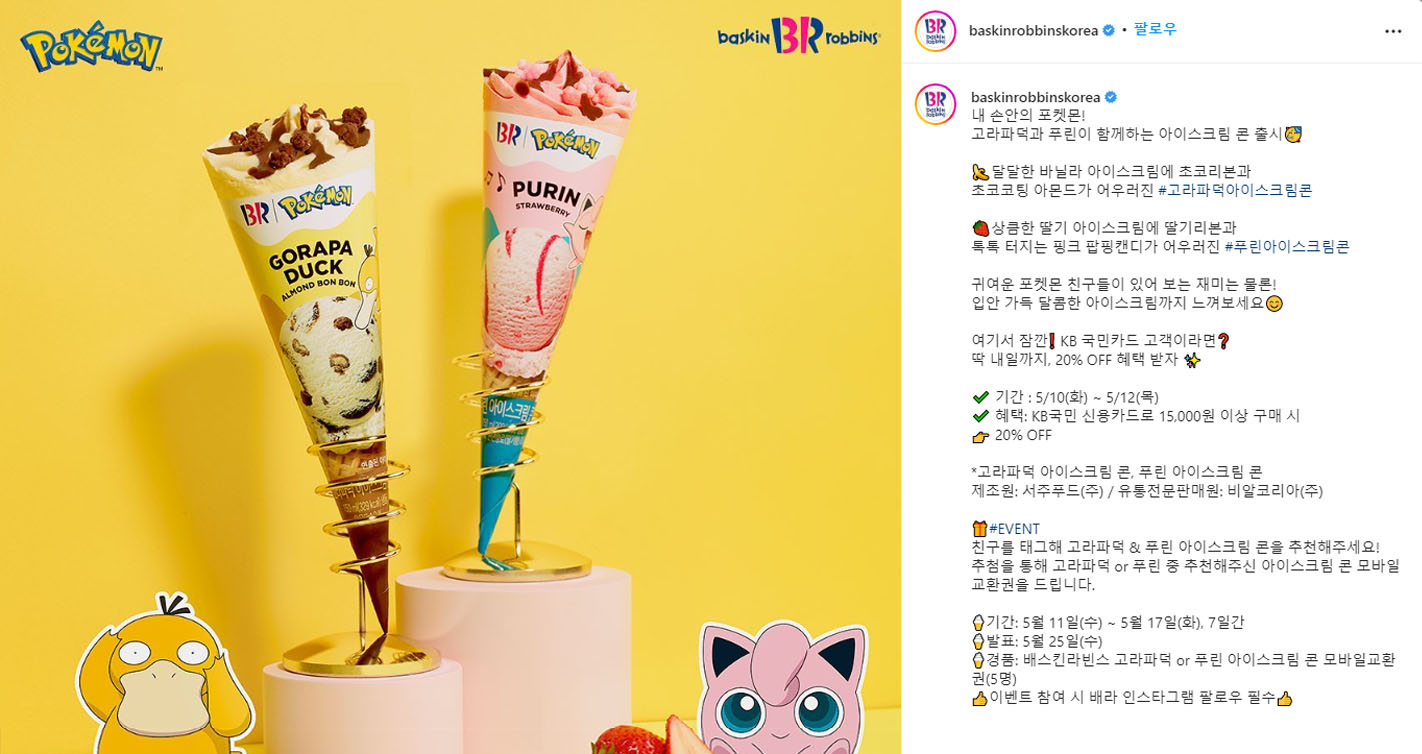 POKéMON
TM
baskin BR robbins
BR | POKéMON
GORAPA
DUCK
ALMOND BON BON
BR | POKéMON
PURIN
STRAWBERRY
아이스크림
baskinrobbinskorea • 팔로우
baskinrobbinskorea
내 손안의 포켓몬!
고라파덕과 푸린이 함께하는 아이스크림 콘 출시🥳
🍌달달한 바닐라 아이스크림에 초코리본과
초코코팅 아몬드가 어우러진 #고라파덕아이스크림콘
🍓상큼한 딸기 아이스크림에 딸기리본과
톡톡 터지는 핑크 팝핑캔디가 어우러진 #푸린아이스크림콘
귀여운 포켓몬 친구들이 있어 보는 재미는 물론!
입안 가득 달콤한 아이스크림까지 느껴보세요😊
여기서 잠깐❗ KB 국민카드 고객이라면❓
딱 내일까지, 20% OFF 혜택 받자 ✨
✔ 기간 : 5/10(화) ~ 5/12(목)
✔ 혜택: KB국민 신용카드로 15,000원 이상 구매 시
👉 20% OFF
*고라파덕 아이스크림 콘, 푸린 아이스크림 콘
제조원: 서주푸드(주) / 유통전문판매원: 비알코리아(주)
🎁#EVENT
친구를 태그해 고라파덕 & 푸린 아이스크림 콘을 추천해주세요!
추첨을 통해 고라파덕 or 푸린 중 추천해주신 아이스크림 콘 모바일
교환권을 드립니다.
🍦기간: 5월 11일(수) ~ 5월 17일(화), 7일간
🍦발표: 5월 25일(수)
🍦경품: 배스킨라빈스 고라파덕 or 푸린 아이스크림 콘 모바일교환
권(5명)
👍이벤트 참여 시 배라 인스타그램 팔로우 필수👍